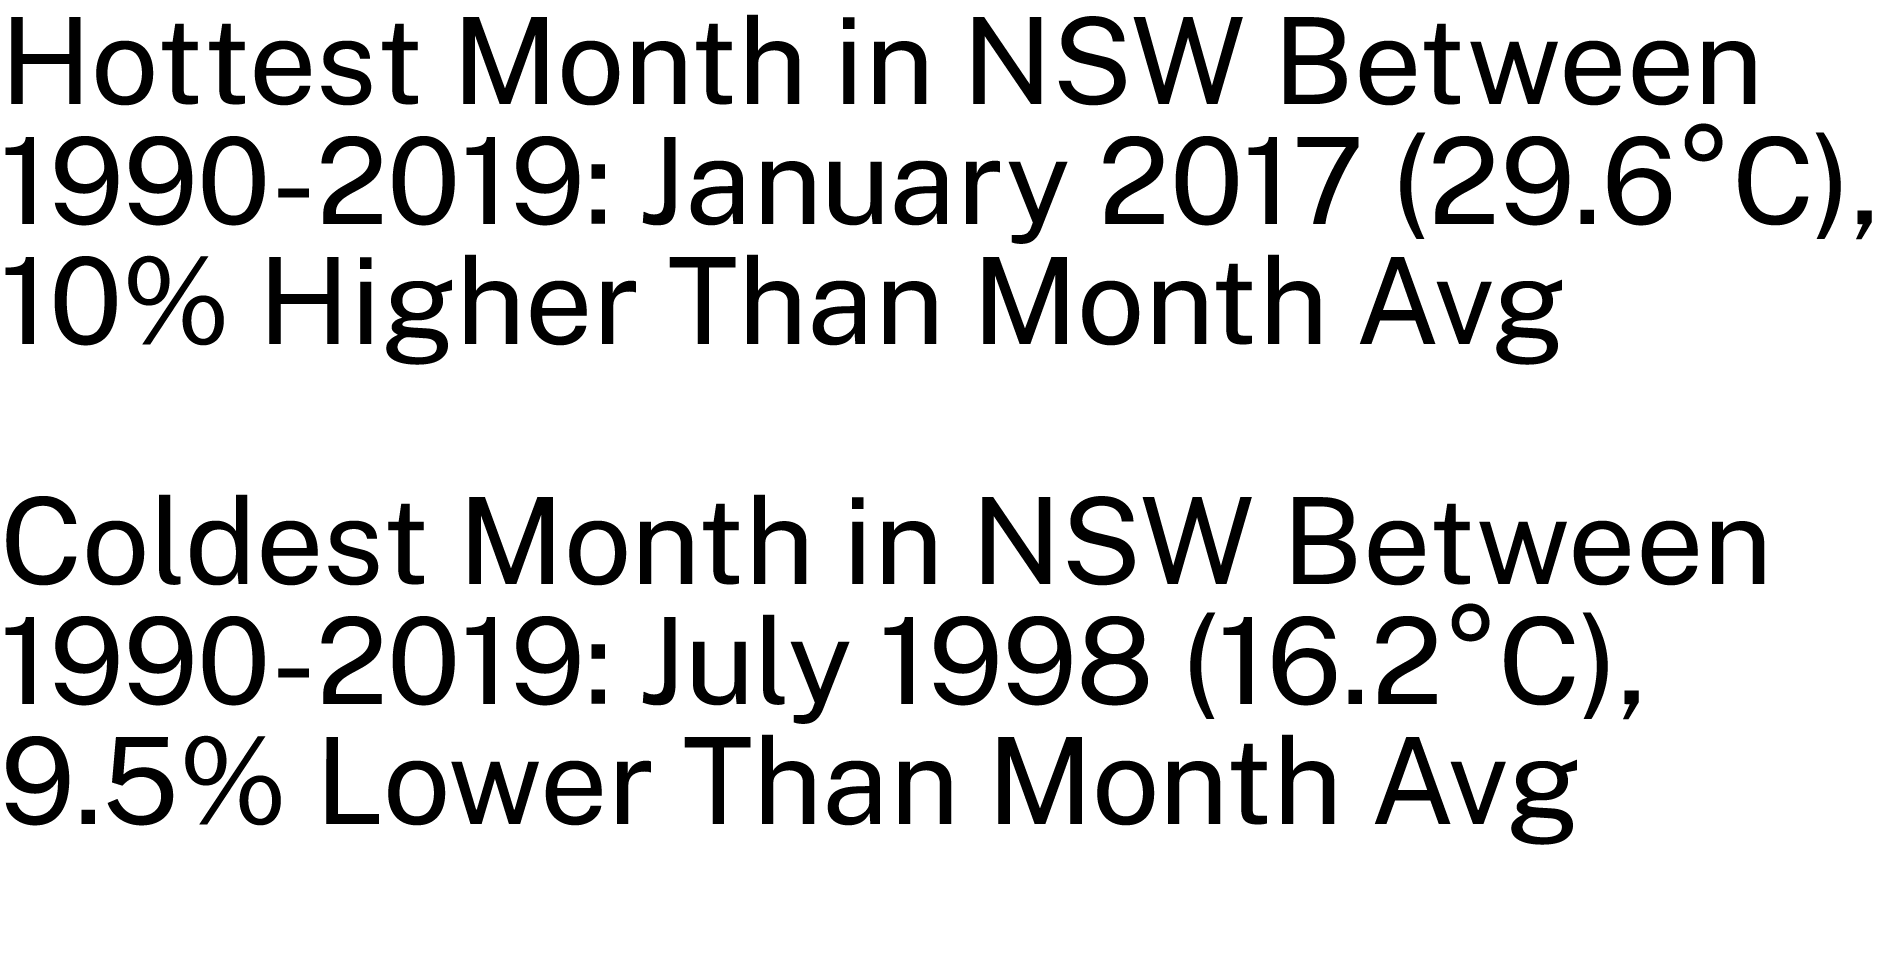 Hottest Month in NSW Between
1990-2019: January 2017 (29.6°C),
10% Higher Than Month Avg
Coldest Month in NSW Between
1990-2019: July 1998 (16.2°C),
9.5% Lower Than Month Avg